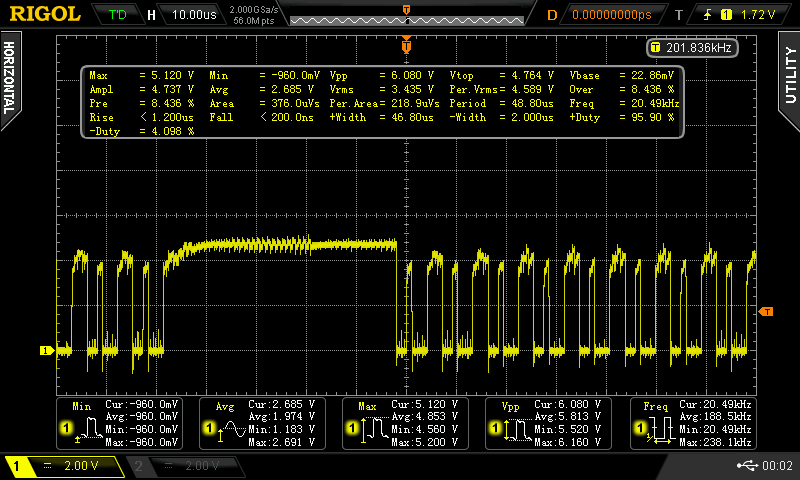 RIGOL T'D H 10.00us 2.000GSa/s 56.0M pts T D 0.00000000ps T 1 1.72 V
T
T 201.836kHz
HORIZONTAL
UTILITY
Max = 5.120 V Min = -960.0mV Vpp = 6.080 V Vtop = 4.764 V Vbase = 22.86mV
Ampl = 4.737 V Avg = 2.685 V Vrms = 3.435 V Per.Vrms= 4.589 V Over = 8.436 %
Pre = 8.436 % Area = 376.0uVs Per.Area= 218.9uVs Period = 48.80us Freq = 20.49kHz
Rise < 1.200us Fall < 200.0ns +Width = 46.80us -Width = 2.000us +Duty = 95.90 %
-Duty = 4.098 %
T
1
Min Cur:-960.0mV Avg Cur:2.685 V Max Cur:5.120 V Vpp Cur:6.080 V Freq Cur:20.49kHz
Avg:-960.0mV Avg:1.974 V Avg:4.853 V Avg:5.813 V Avg:188.5kHz
1 Min:-960.0mV 1 Min:1.183 V 1 Min:4.560 V 1 Min:5.520 V 1 Min:20.49kHz
Max:-960.0mV Max:2.691 V Max:5.200 V Max:6.160 V Max:238.1kHz
1 = 2.00 V 2 = 2.00 V 00:02